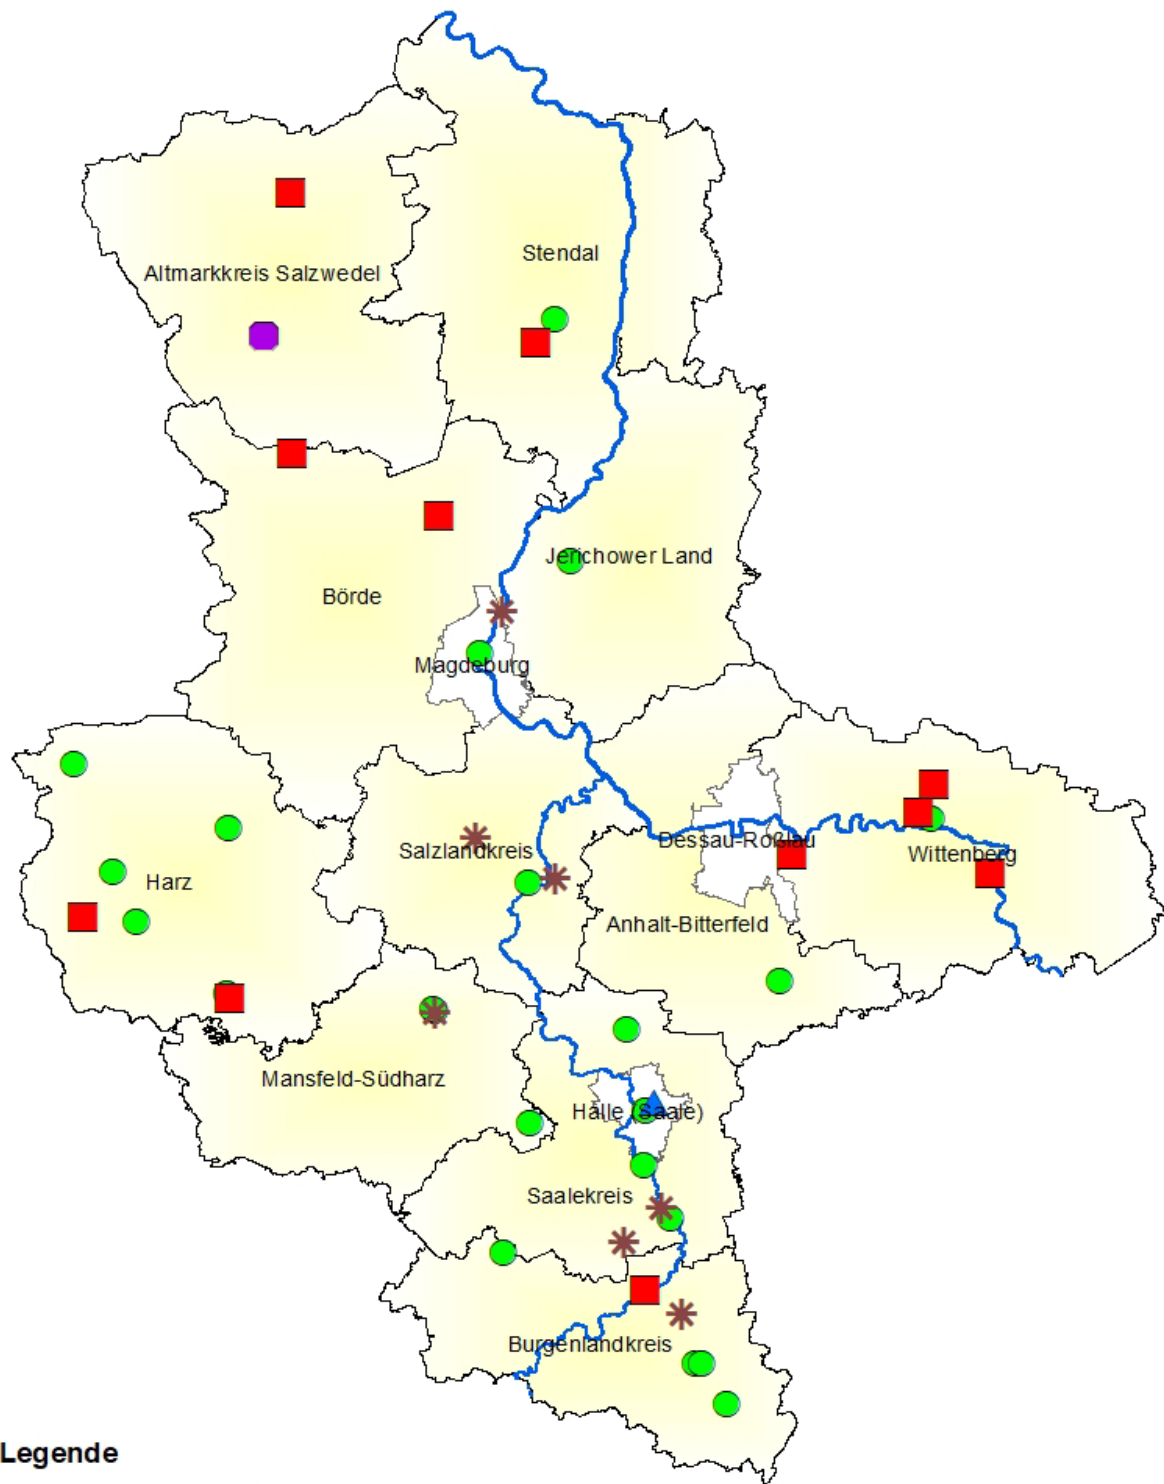 Stendal
Altmarkkreis Salzwedel
Jerichower Land
Börde
Magdeburg
Dessau-Roßlau
Salzlandkreis
Wittenberg
Harz
Anhalt-Bitterfeld
Mansfeld-Südharz
Halle (Saale)
Saalekreis
Burgenlandkreis
Legende